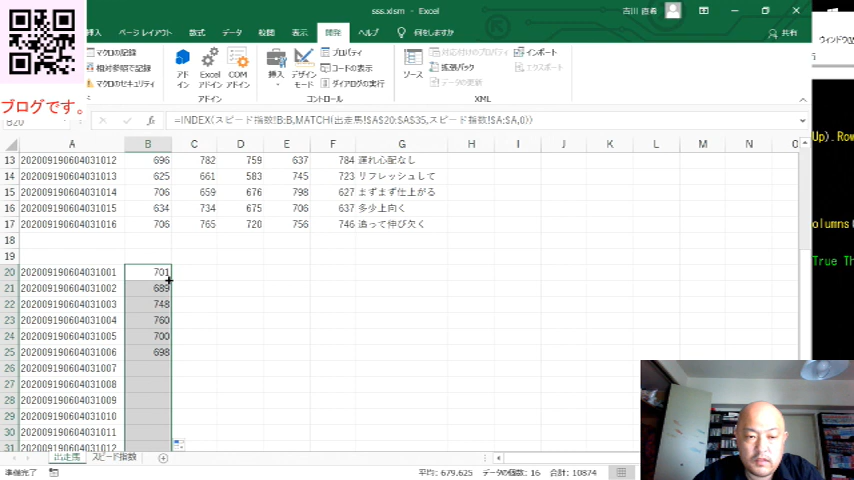 sss.xlsm - Excel
吉川 直希
挿入 ページ レイアウト 数式 データ 校閲 表示 開発 ヘルプ 何をしますか
共有
マクロの記録
相対参照で記録
マクロのセキュリティ
アド
イン
Excel
アドイン
COM
アドイン
アドイン
挿入
デザイン
モード
プロパティ
コードの表示
ダイアログの実行
コントロール
ソース
対応付けのプロパティ
拡張パック
データの更新
インポート
エクスポート
XML
ウィンドウ
ブログです。
B20
=INDEX(スピード指数!B:B,MATCH(出走馬!$A$20:$A$35,スピード指数!$A:$A,0))
Up).Row
A B C D E F G H I J K L M N O
13 202009190604031012 696 782 759 637 784 遅れ心配なし
14 202009190604031013 625 661 583 745 723 リフレッシュして
15 202009190604031014 706 659 676 798 627 まずまず仕上がる
16 202009190604031015 634 734 675 706 637 多少上向く
17 202009190604031016 706 765 720 756 746 追って伸び欠く
18
19
20 202009190604031001 701
21 202009190604031002 689
22 202009190604031003 748
23 202009190604031004 760
24 202009190604031005 700
25 202009190604031006 698
26 202009190604031007
27 202009190604031008
28 202009190604031009
29 202009190604031010
30 202009190604031011
31 202009190604031012
olumns(
True Th
出走馬 スピード指数
準備完了
平均: 679.625 データの個数: 16 合計: 10874